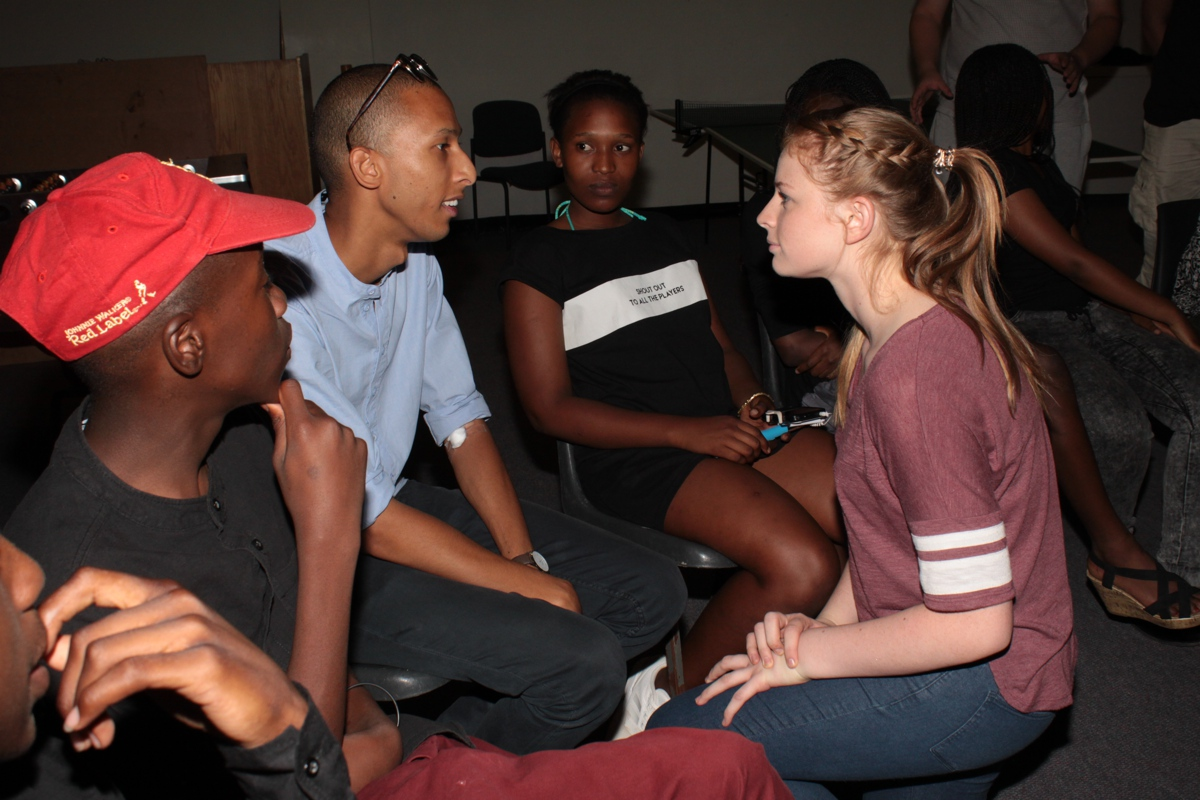 JOHNNIE WALKER®
Red Label
SHOUT OUT
TO ALL THE PLAYERS